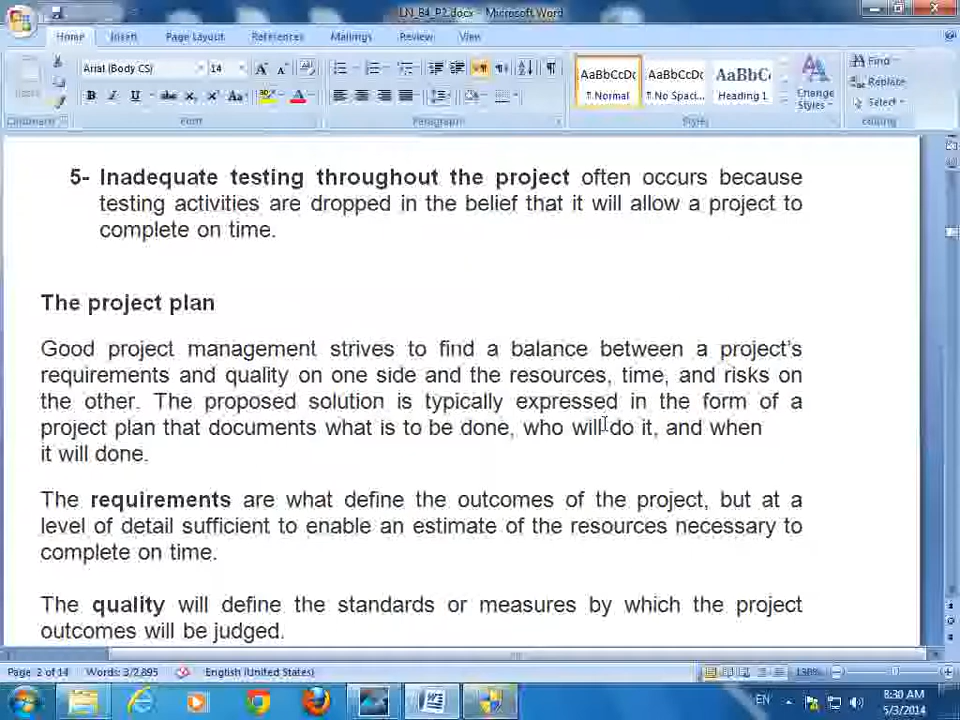 LN_B4_P2.docx - Microsoft Word
Home Insert Page Layout References Mailings Review View
Arial (Body CS) 14
AaBbCcDc AaBbCcDc AaBbC
Normal No Spaci... Heading 1
Change Styles
Find
Replace
Select
Clipboard Font Paragraph Styles Editing
5- Inadequate testing throughout the project often occurs because
testing activities are dropped in the belief that it will allow a project to
complete on time.
The project plan
Good project management strives to find a balance between a project's
requirements and quality on one side and the resources, time, and risks on
the other. The proposed solution is typically expressed in the form of a
project plan that documents what is to be done, who will do it, and when
it will done.
The requirements are what define the outcomes of the project, but at a
level of detail sufficient to enable an estimate of the resources necessary to
complete on time.
The quality will define the standards or measures by which the project
outcomes will be judged.
Page: 2 of 14 Words: 3/2,895 English (United States) 130%
EN 8:30 AM
5/3/2014